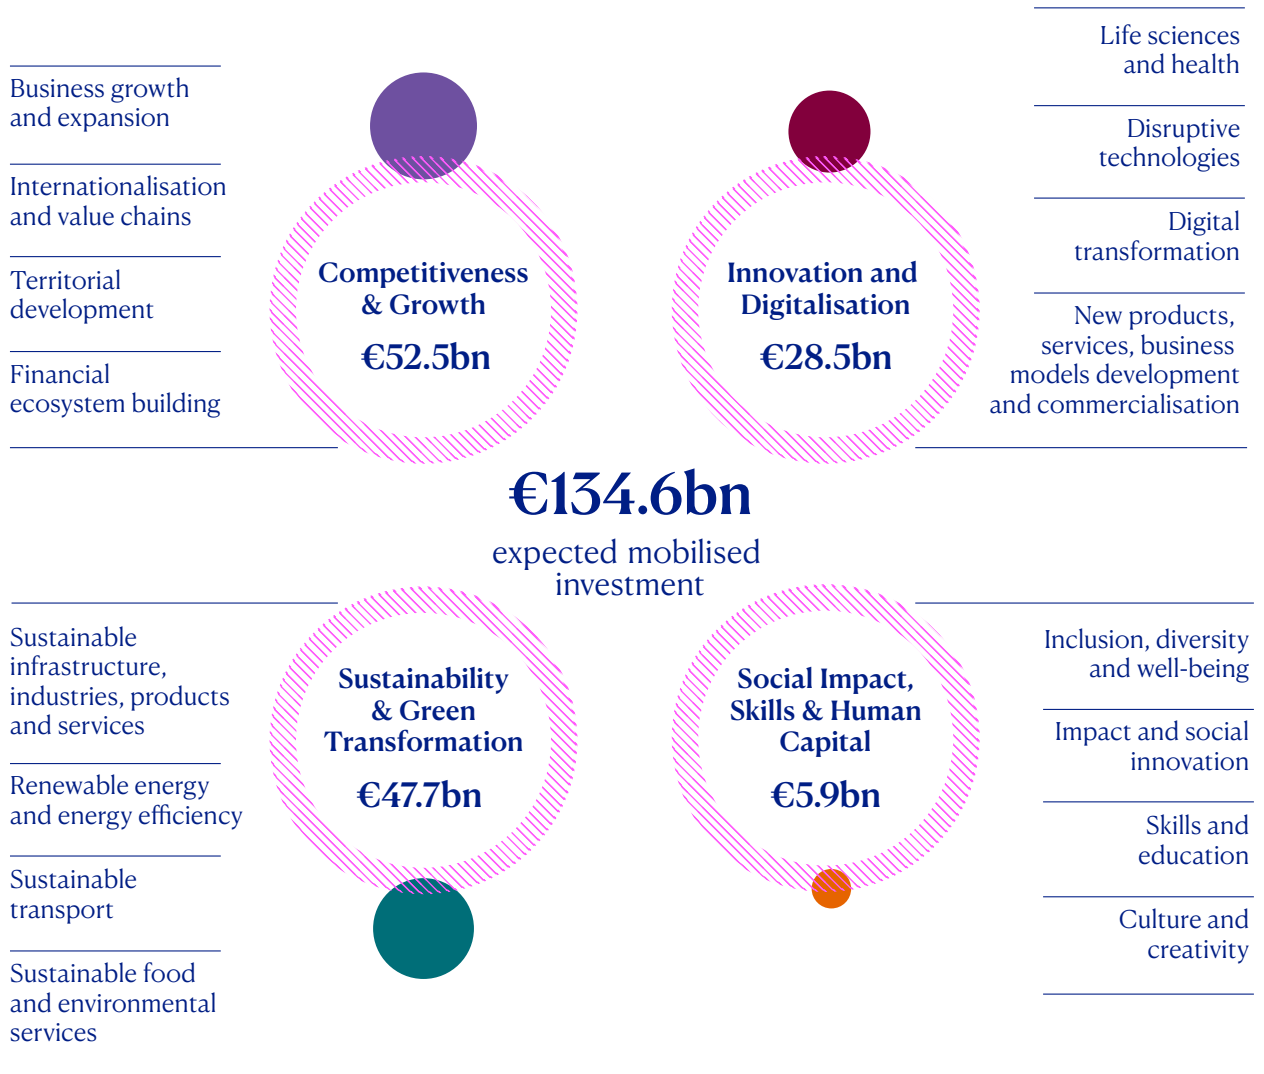 Business growth
and expansion
Internationalisation
and value chains
Territorial
development
Financial
ecosystem building
Competitiveness
& Growth
€52.5bn
Innovation and
Digitalisation
€28.5bn
Life sciences
and health
Disruptive
technologies
Digital
transformation
New products,
services, business
models development
and commercialisation
€134.6bn
expected mobilised
investment
Sustainable
infrastructure,
industries, products
and services
Renewable energy
and energy efficiency
Sustainable
transport
Sustainable food
and environmental
services
Sustainability
& Green
Transformation
€47.7bn
Social Impact,
Skills & Human
Capital
€5.9bn
Inclusion, diversity
and well-being
Impact and social
innovation
Skills and
education
Culture and
creativity